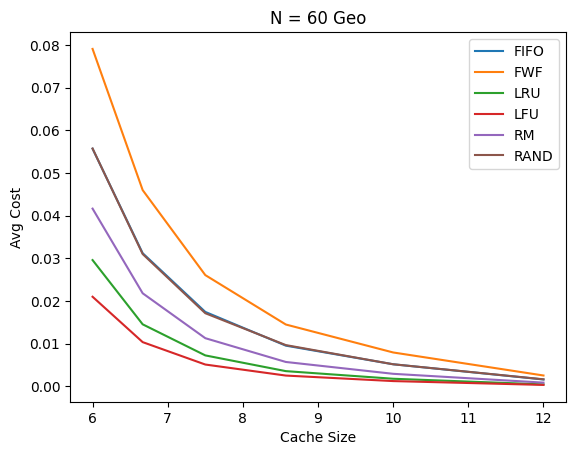 N = 60 Geo
0.08
0.07
0.06
0.05
0.04
0.03
0.02
0.01
0.00
Avg Cost
FIFO
FWF
LRU
LFU
RM
RAND
6
7
8
9
10
11
12
Cache Size